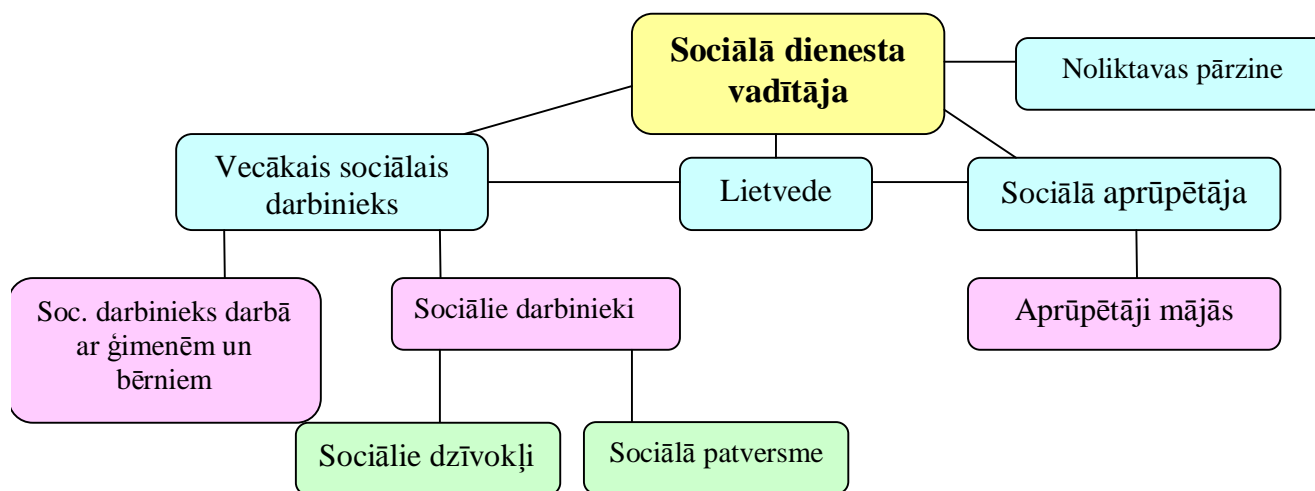 Sociālā dienesta
vadītāja
Noliktavas pārzine
Vecākais sociālais
darbinieks
Lietvede
Sociālā aprūpētāja
Soc. darbinieks darbā
ar ģimenēm un
bērniem
Sociālie darbinieki
Aprūpētāji mājās
Sociālie dzīvokļi
Sociālā patversme